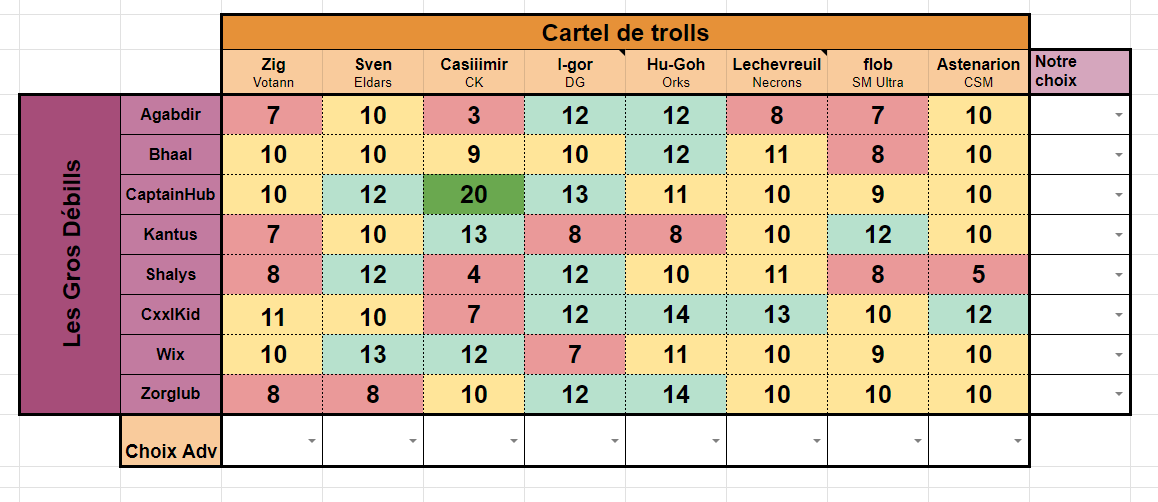 Cartel de trolls
Zig Sven Casiiimir I-gor Hu-Goh Lechevreuil flob Astenarion Notre
Votann Eldars CK DG Orks Necrons SM Ultra CSM choix
Les Gros Débills
Agabdir 7 10 3 12 12 8 7 10
Bhaal 10 10 9 10 12 11 8 10
CaptainHub 10 12 20 13 11 10 9 10
Kantus 7 10 13 8 8 10 12 10
Shalys 8 12 4 12 10 11 8 5
CxxlKid 11 10 7 12 14 13 10 12
Wix 10 13 12 7 11 10 9 10
Zorglub 8 8 10 12 14 10 10 10
Choix Adv